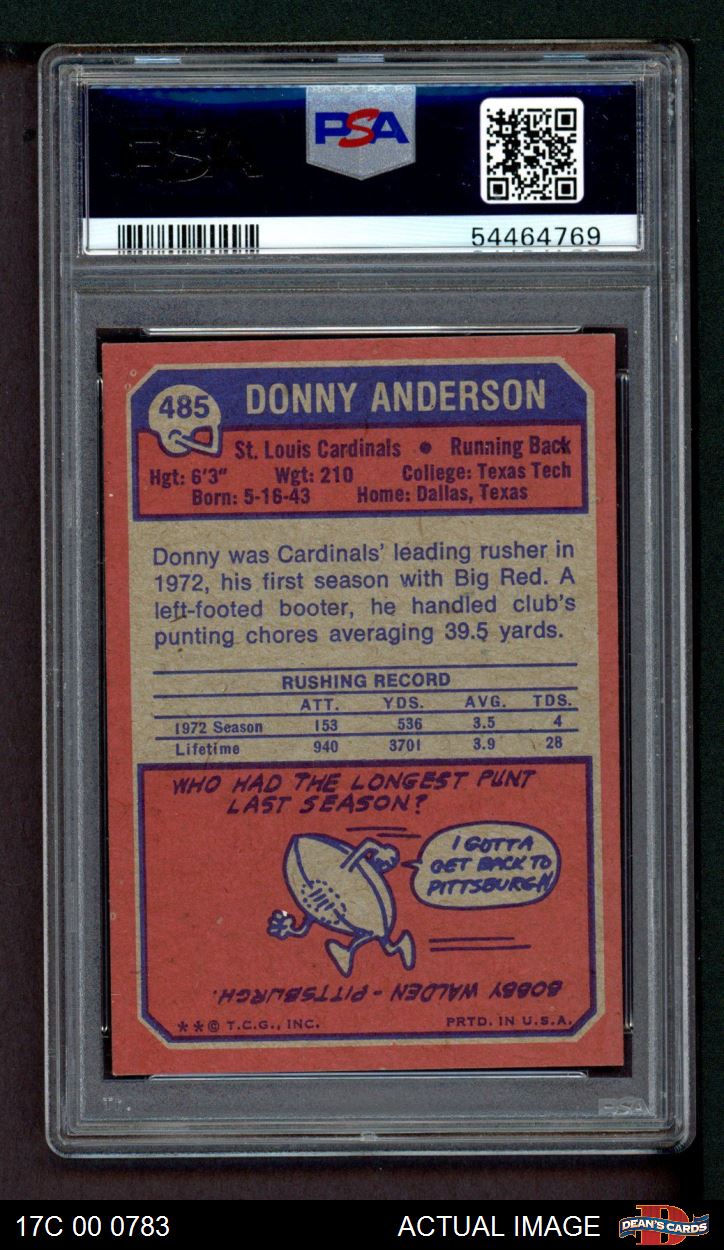 PSA
54464769
485
DONNY ANDERSON
St. Louis Cardinals ● Running Back
Hgt: 6'3" Wgt: 210 College: Texas Tech
Born: 5-16-43 Home: Dallas, Texas
Donny was Cardinals' leading rusher in
1972, his first season with Big Red. A
left-footed booter, he handled club's
punting chores averaging 39.5 yards.
RUSHING RECORD
ATT. YDS. AVG. TDS.
1972 Season 153 536 3.5 4
Lifetime 940 3701 3.9 28
WHO HAD THE LONGEST PUNT
LAST SEASON?
I GOTTA
GET BACK TO
PITTSBURGH
BOBBY WALDEN - PITTSBURGH.
**© T.C.G., INC. PRTD. IN U.S.A.
PSA
17C 00 0783 ACTUAL IMAGE DEAN'S CARDS